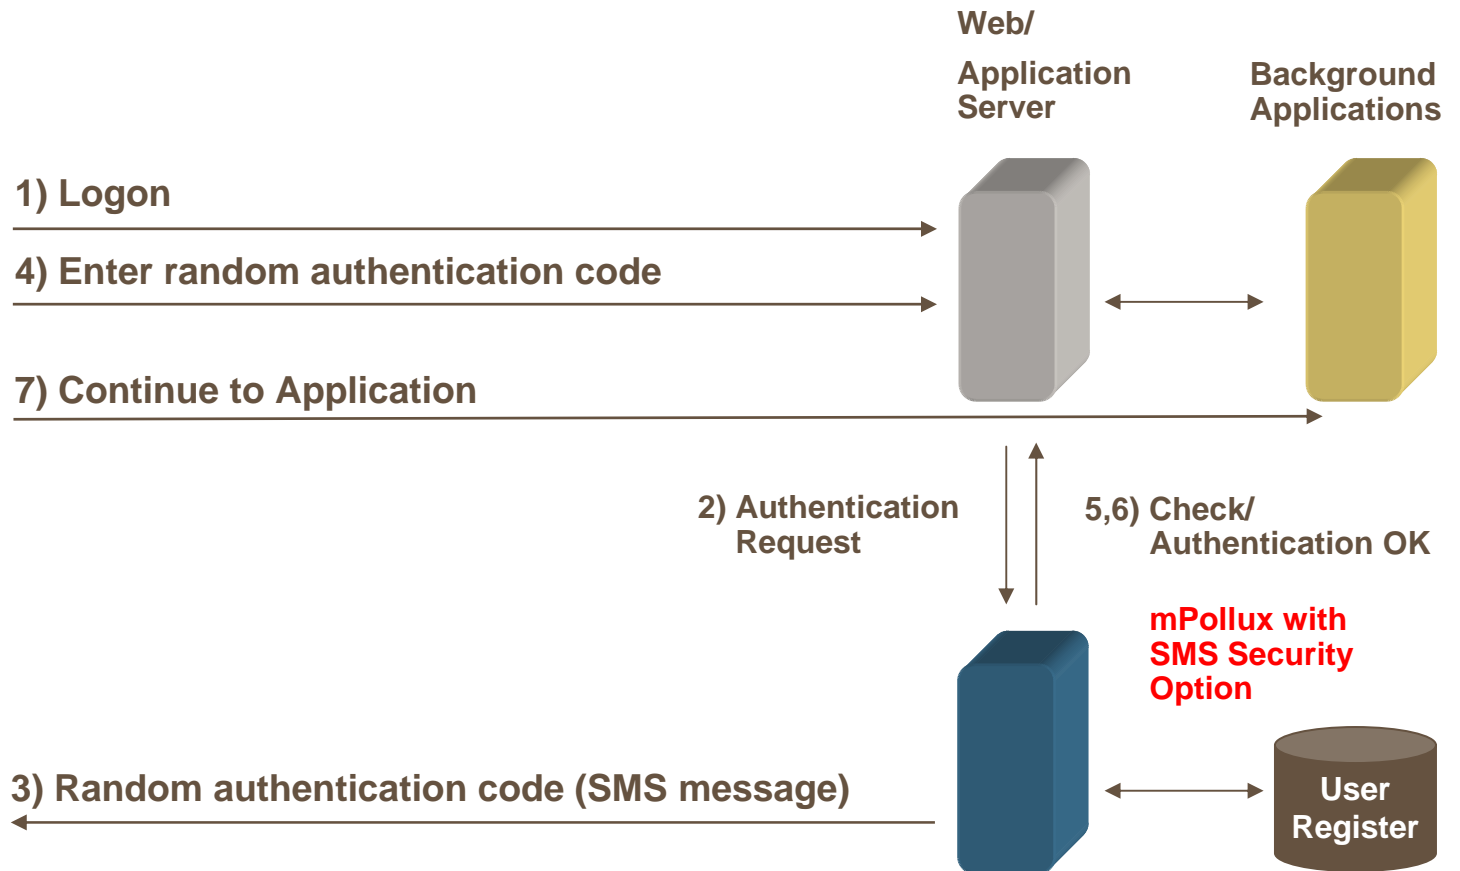 Web/
Application
Server
Background
Applications
1) Logon
4) Enter random authentication code
7) Continue to Application
2) Authentication
Request
5,6) Check/
Authentication OK
mPollux with
SMS Security
Option
3) Random authentication code (SMS message)
User
Register